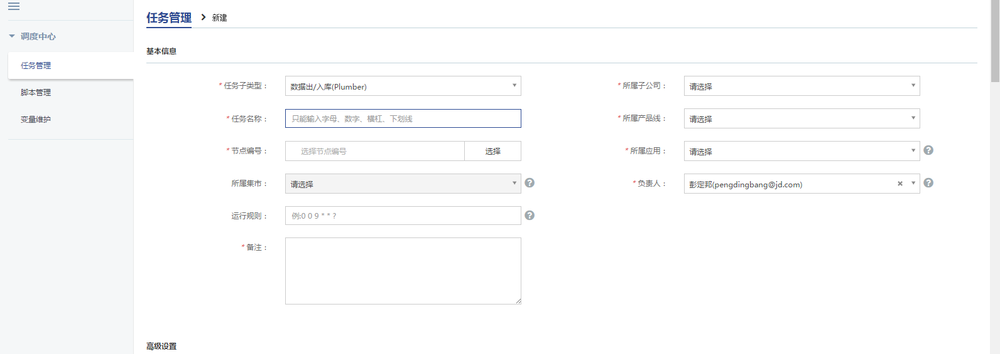 任务管理 > 新建
调度中心
任务管理
脚本管理
变量维护
基本信息
* 任务子类型： 数据出/入库(Plumber)
* 所属子公司： 请选择
* 任务名称： 只能输入字母、数字、横杠、下划线
* 所属产品线： 请选择
* 节点编号： 选择节点编号 选择
* 所属应用： 请选择 ?
所属集市： 请选择 ?
* 负责人： 彭定邦(pengdingbang@jd.com) ×  ?
运行规则： 例:0 0 9 * * ? ?
* 备注：
高级设置